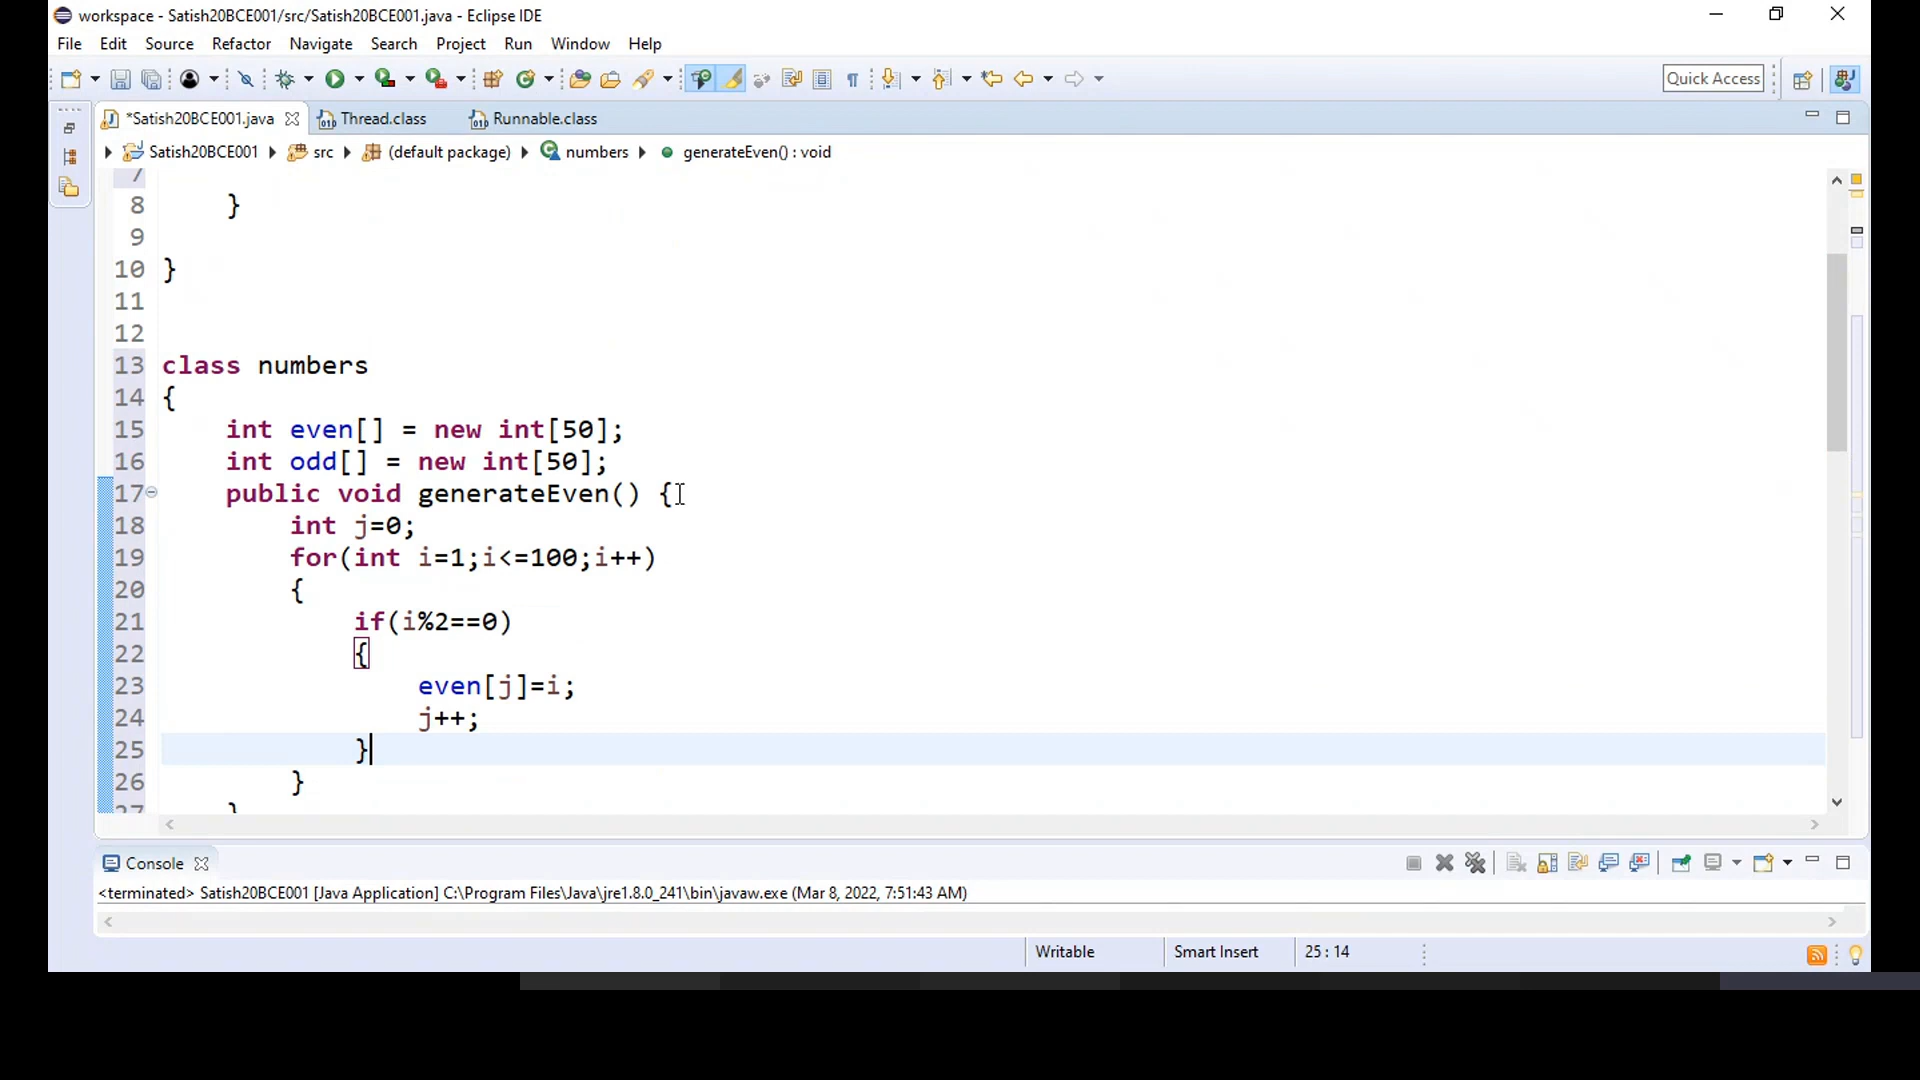 workspace - Satish20BCE001/src/Satish20BCE001.java - Eclipse IDE
File Edit Source Refactor Navigate Search Project Run Window Help
Quick Access
*Satish20BCE001.java Thread.class Runnable.class
Satish20BCE001 src (default package) numbers generateEven() : void
7
8 }
9
10 }
11
12
13 class numbers
14 {
15 int even[] = new int[50];
16 int odd[] = new int[50];
17 public void generateEven() {
18 int j=0;
19 for(int i=1;i<=100;i++)
20 {
21 if(i%2==0)
22 {
23 even[j]=i;
24 j++;
25 }
26 }
27 }
Console
<terminated> Satish20BCE001 [Java Application] C:\Program Files\Java\jre1.8.0_241\bin\javaw.exe (Mar 8, 2022, 7:51:43 AM)
Writable Smart Insert 25 : 14